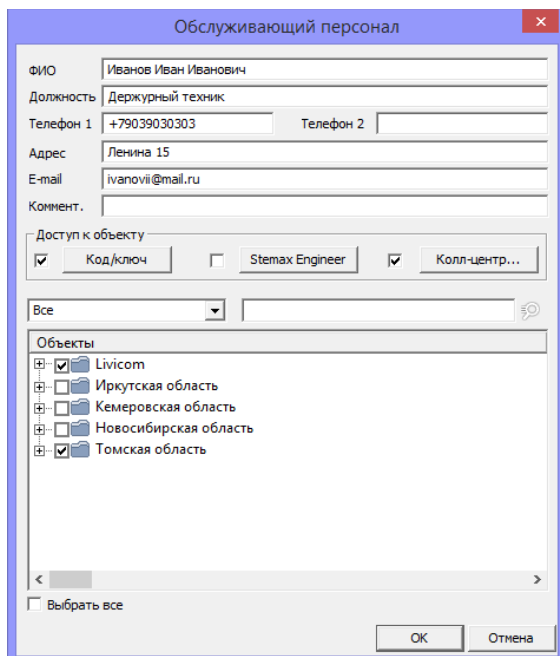 Обслуживающий персонал
ФИО Иванов Иван Иванович
Должность Держурный техник
Телефон 1 +79039030303 Телефон 2
Адрес Ленина 15
E-mail ivanovii@mail.ru
Коммент.
Доступ к объекту
Код/ключ Stemax Engineer Колл-центр...
Все
Объекты
Livicom
Иркутская область
Кемеровская область
Новосибирская область
Томская область
Выбрать все
OK Отмена